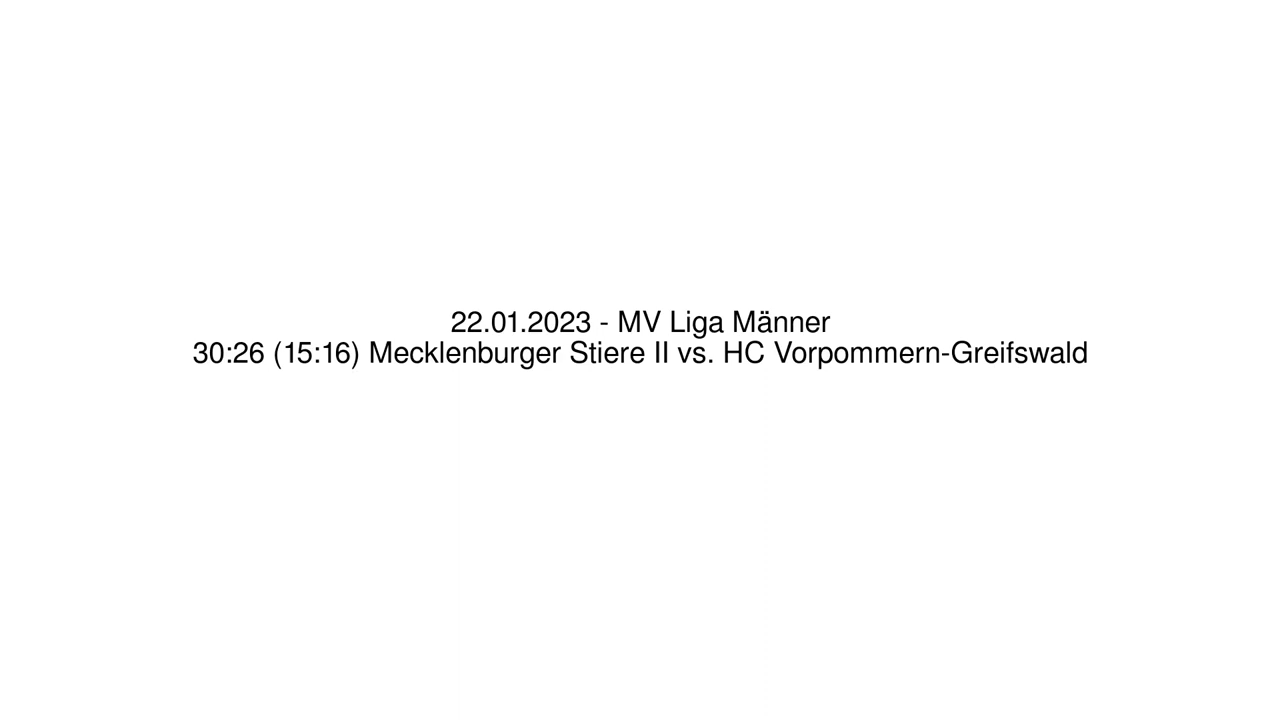 22.01.2023 - MV Liga Männer
30:26 (15:16) Mecklenburger Stiere II vs. HC Vorpommern-Greifswald